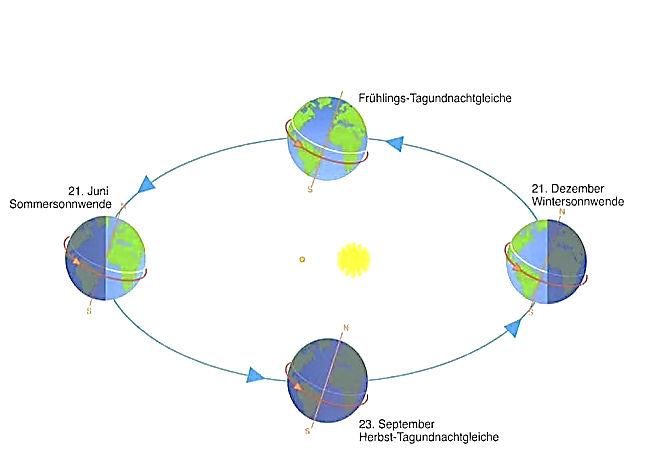 Frühlings-Tagundnachtgleiche
S
21. Juni
Sommersonnwende
N
S
21. Dezember
Wintersonnwende
N
S
N
S
23. September
Herbst-Tagundnachtgleiche